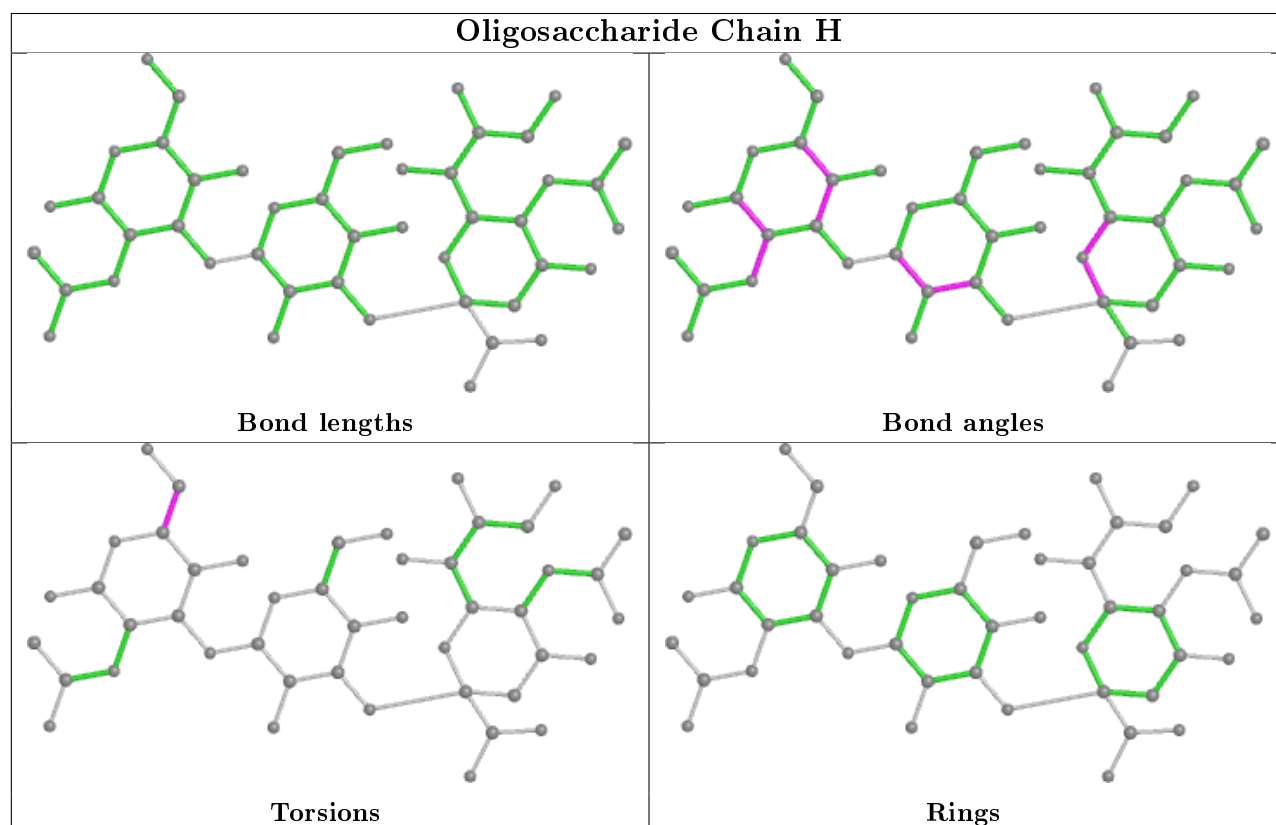 Oligosaccharide Chain H
Bond lengths
Bond angles
Torsions
Rings